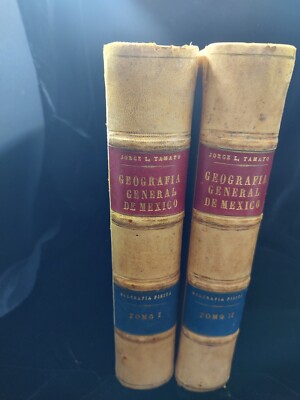 JORGE L. TAMAYO
GEOGRAFIA
GENERAL
DE MEXICO
GEOGRAFIA FISICA
TOMO I
JORGE L. TAMAYO
GEOGRAFIA
GENERAL
DE MEXICO
GEOGRAFIA FISICA
TOMO II